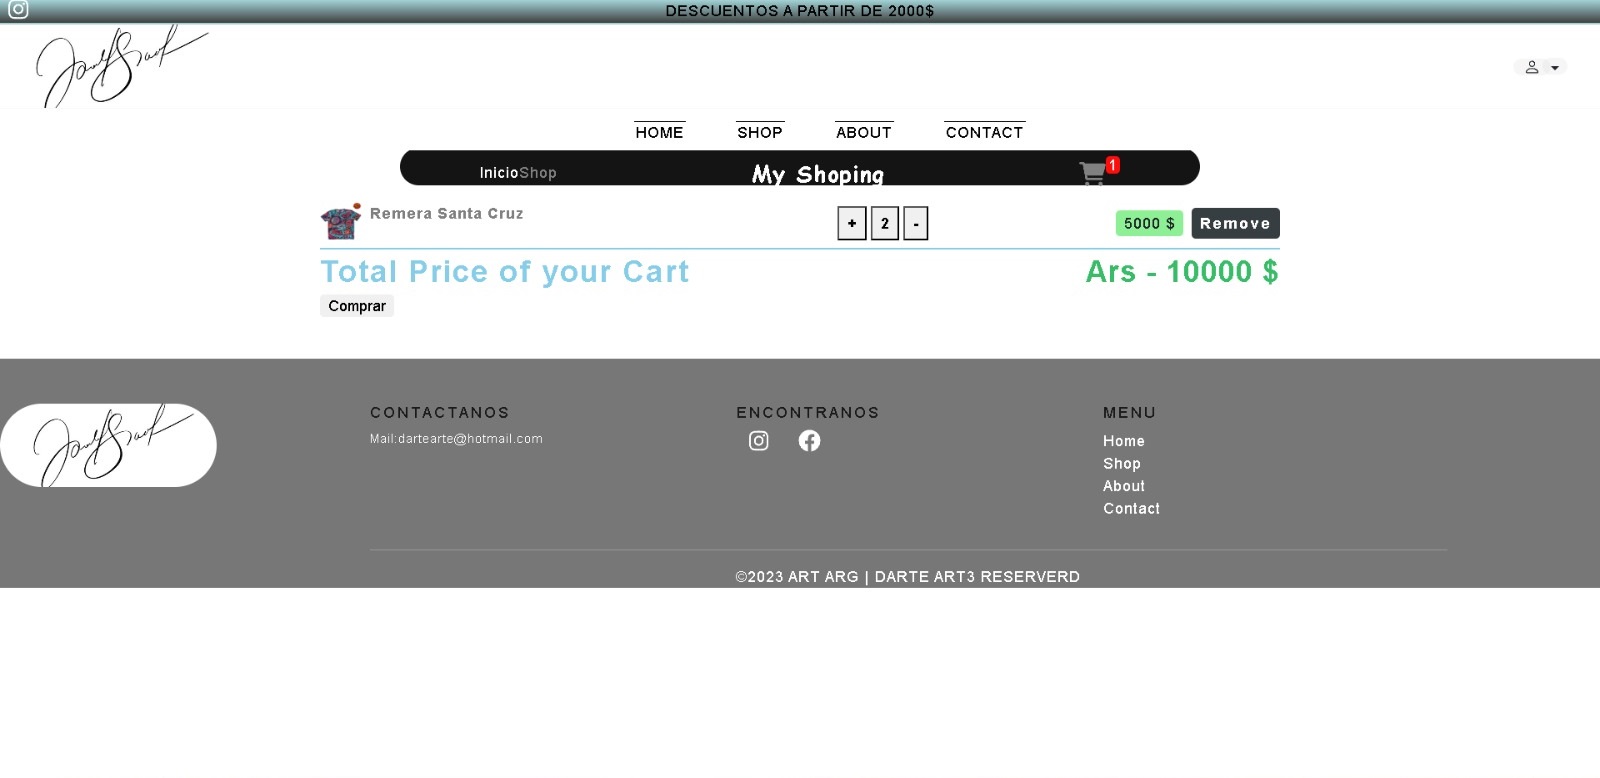 DESCUENTOS A PARTIR DE 2000$
HOME SHOP ABOUT CONTACT
InicioShop My Shoping 1
Remera Santa Cruz + 2 - 5000 $ Remove
Total Price of your Cart Ars - 10000 $
Comprar
CONTACTANOS
Mail:dartearte@hotmail.com
ENCONTRANOS
MENU
Home
Shop
About
Contact
©2023 ART ARG | DARTE ART3 RESERVERD